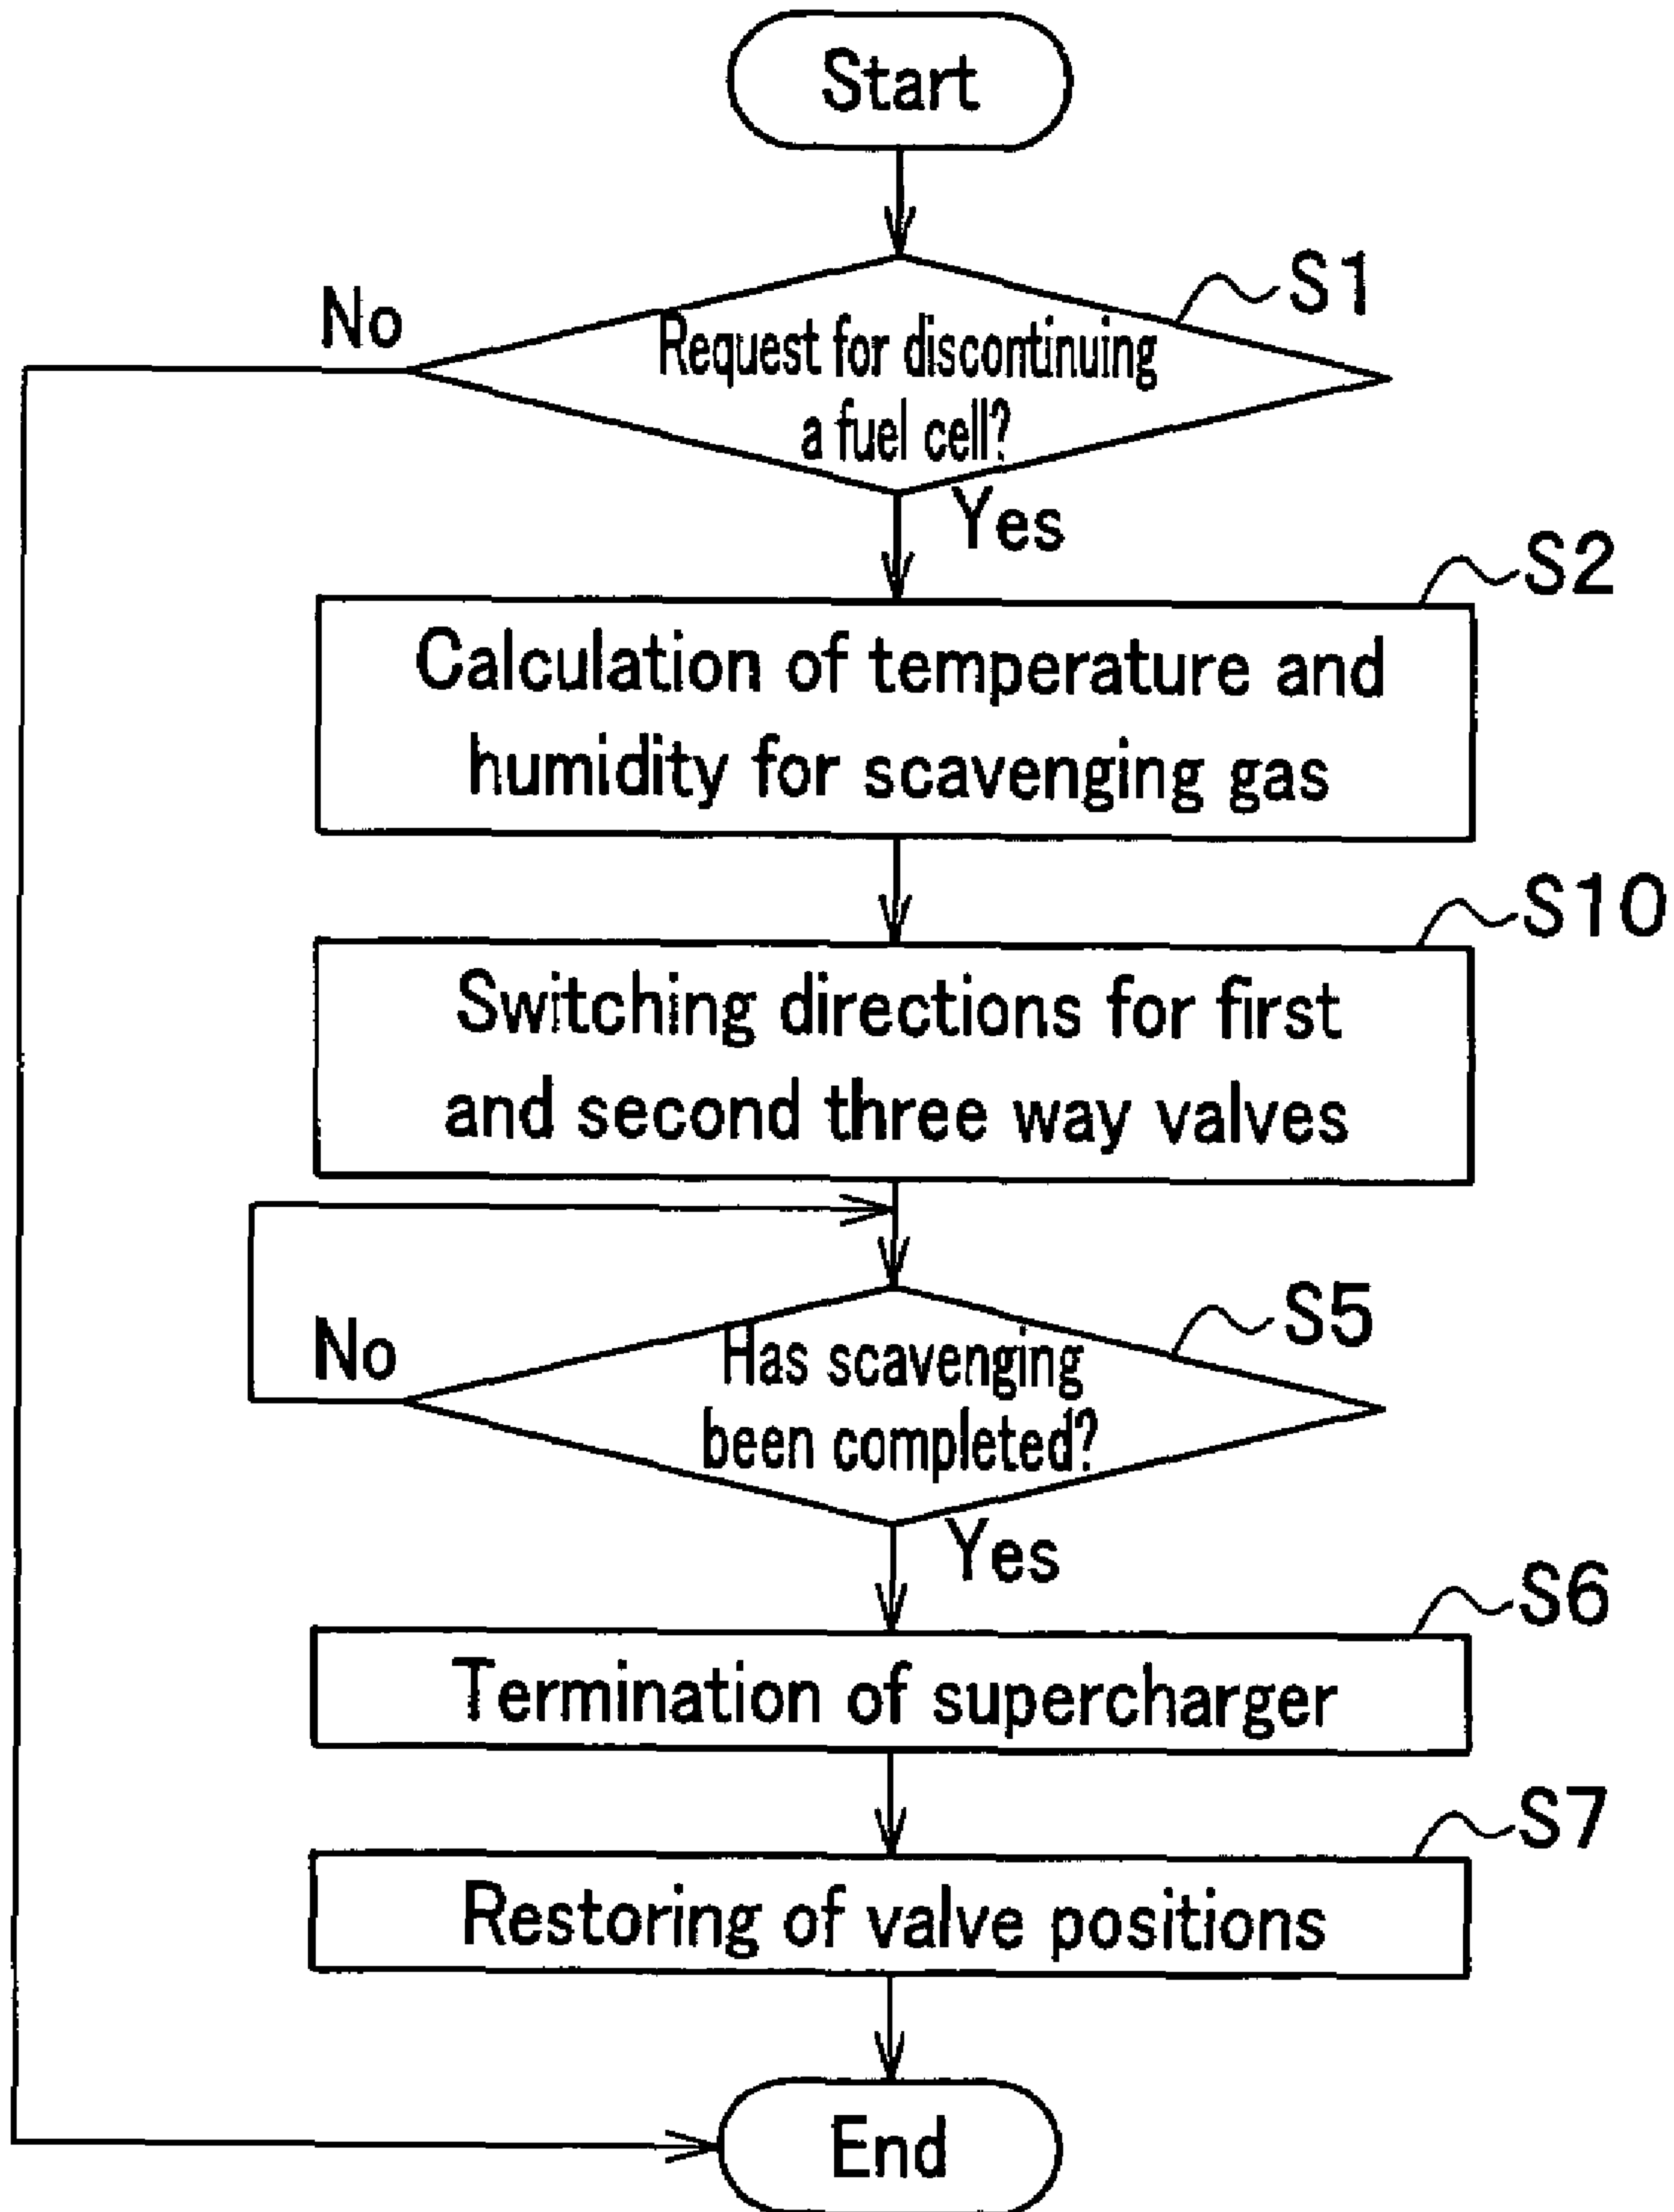 Start
S1
No
Request for discontinuing
a fuel cell?
Yes
S2
Calculation of temperature and
humidity for scavenging gas
S10
Switching directions for first
and second three way valves
S5
No
Has scavenging
been completed?
Yes
S6
Termination of supercharger
S7
Restoring of valve positions
End